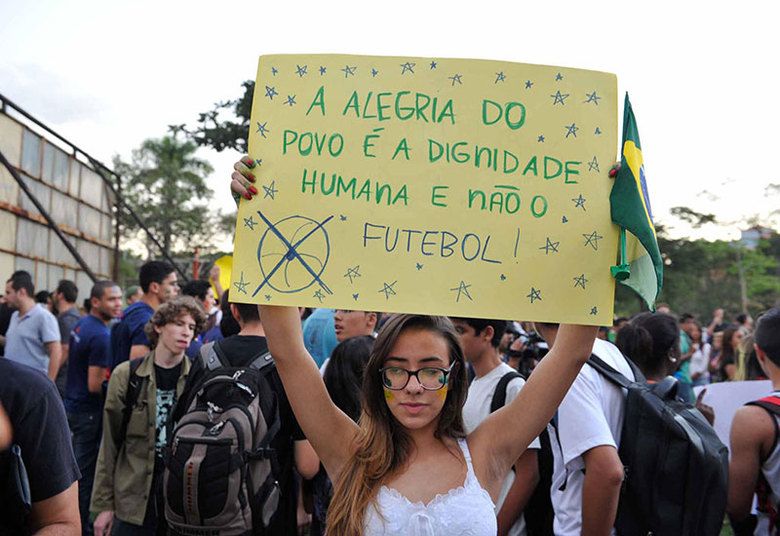 A ALEGRIA DO
POVO É A DIGNIDADE
HUMANA E NÃO O
FUTEBOL!